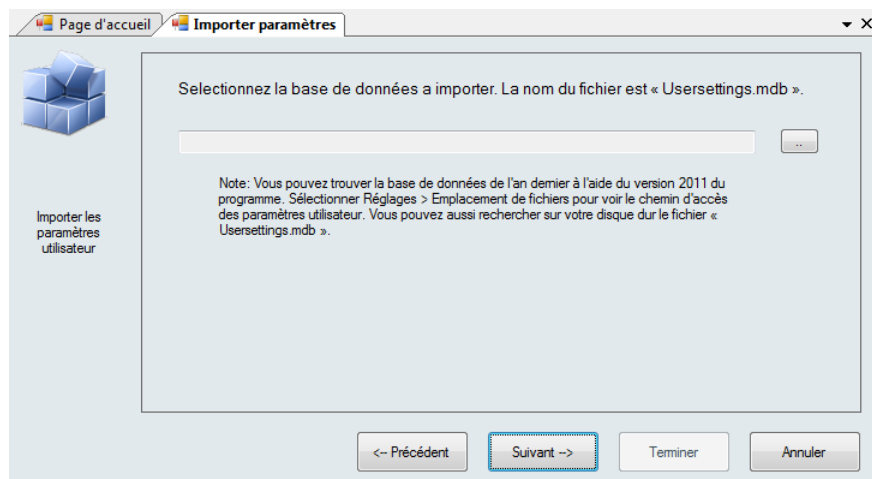 Page d'accueil
Importer paramètres
Selectionnez la base de données a importer. La nom du fichier est « Usersettings.mdb ».
..
Note: Vous pouvez trouver la base de données de l'an dernier à l'aide du version 2011 du
programme. Sélectionner Réglages > Emplacement de fichiers pour voir le chemin d'accès
des paramètres utilisateur. Vous pouvez aussi rechercher sur votre disque dur le fichier «
Usersettings.mdb ».
Importer les
paramètres
utilisateur
<-- Précédent
Suivant -->
Terminer
Annuler